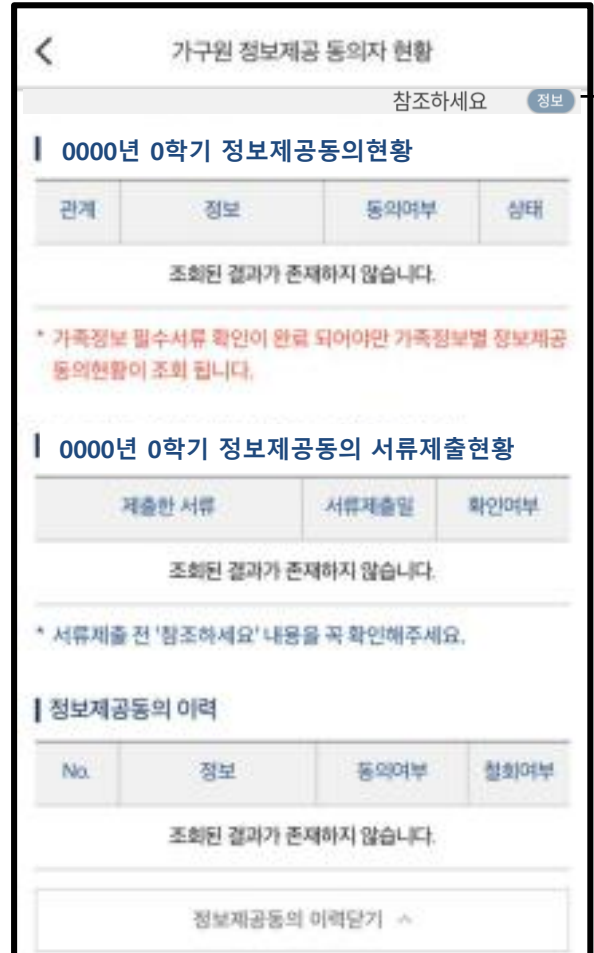 가구원 정보제공 동의자 현황
참조하세요 정보
0000년 0학기 정보제공동의현황
관계 정보 동의여부 상태
조회된 결과가 존재하지 않습니다.
* 가족정보 필수서류 확인이 완료 되어야만 가족정보별 정보제공
동의현황이 조회 됩니다.
0000년 0학기 정보제공동의 서류제출현황
제출한 서류 서류제출일 확인여부
조회된 결과가 존재하지 않습니다.
* 서류제출 전 '참조하세요' 내용을 꼭 확인해주세요.
정보제공동의 이력
No. 정보 동의여부 철회여부
조회된 결과가 존재하지 않습니다.
정보제공동의 이력닫기